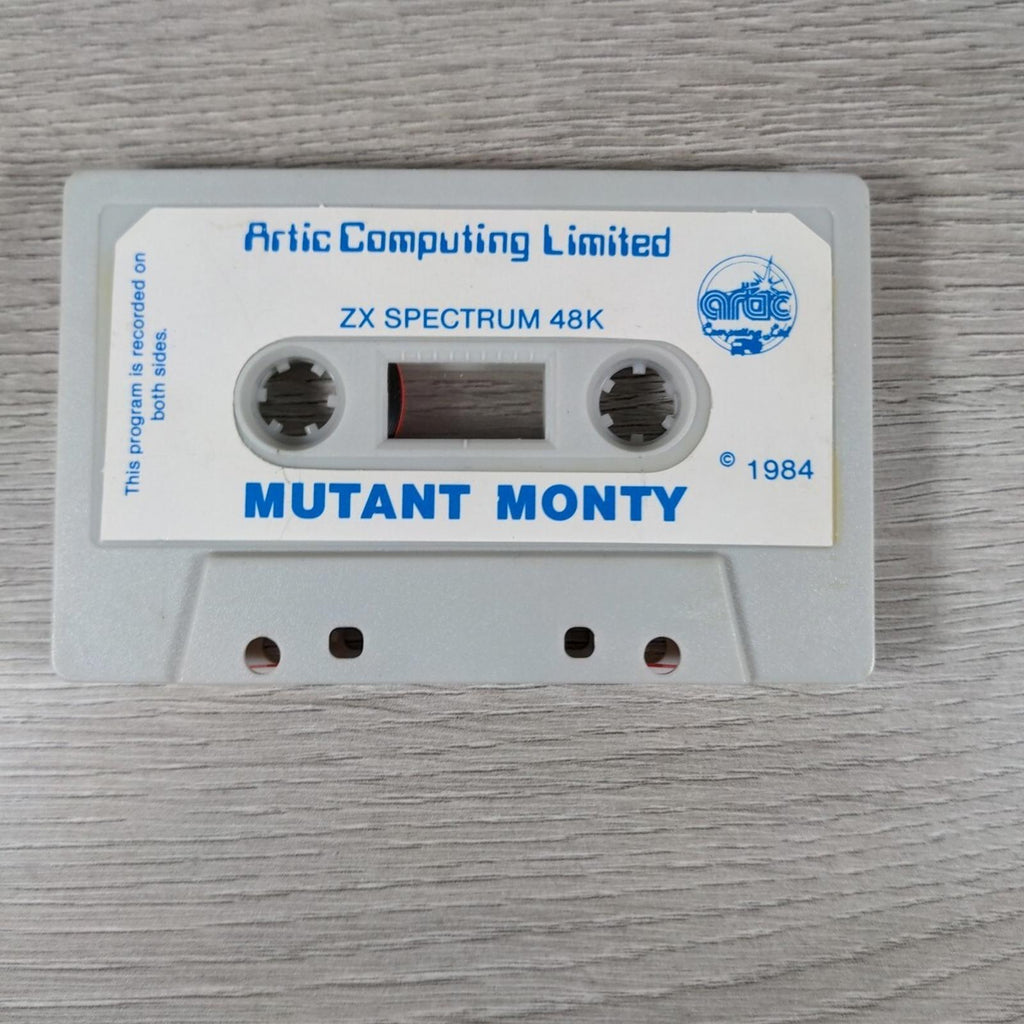 Artic Computing Limited
artic
Computing Ltd
ZX SPECTRUM 48K
This program is recorded on
both sides.
© 1984
MUTANT MONTY